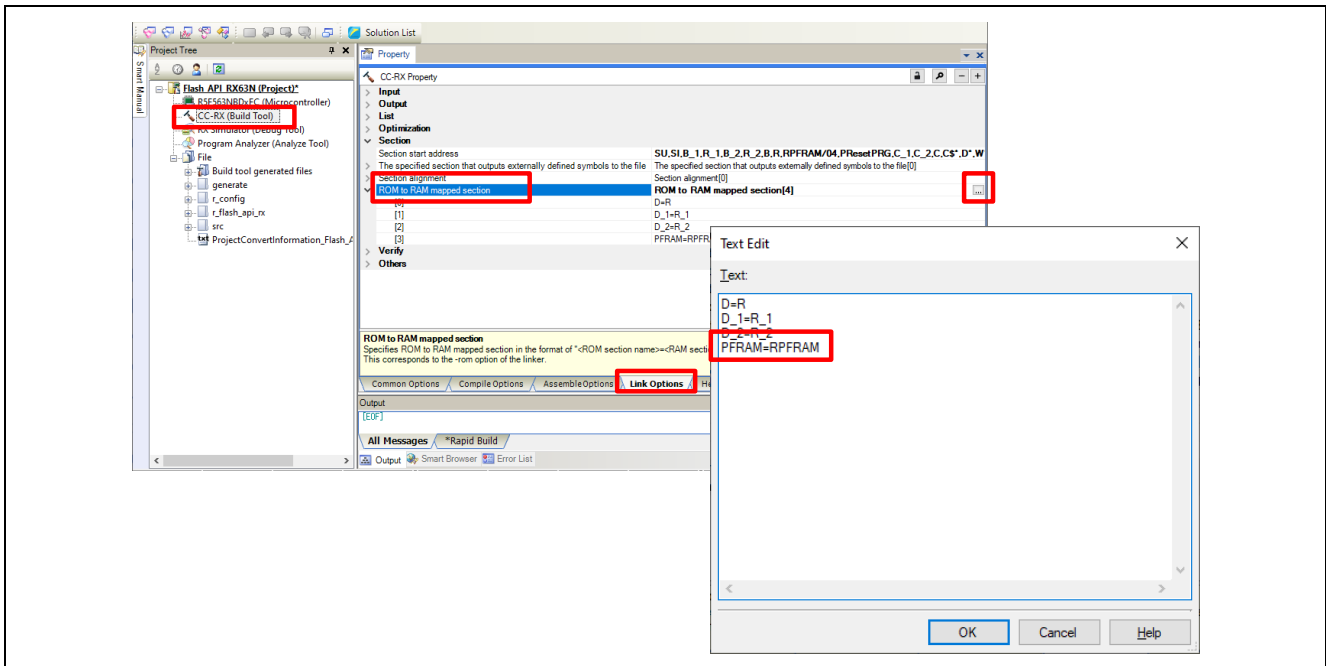 Solution List
Smart Manual
Project Tree
Flash_API_RX63N (Project)*
R5F563NBDxFC (Microcontroller)
CC-RX (Build Tool)
RX Simulator (Debug Tool)
Program Analyzer (Analyze Tool)
File
Build tool generated files
generate
r_config
r_flash_api_rx
src
ProjectConvertInformation_Flash_A
Property
CC-RX Property
Input
Output
List
Optimization
Section
Section start address SU,SI,B_1,R_1,B_2,R_2,B,R,RPFRAM/04,PResetPRG,C_1,C_2,C,C$*,D*,W
The specified section that outputs externally defined symbols to the file The specified section that outputs externally defined symbols to the file[0]
Section alignment Section alignment[0]
ROM to RAM mapped section ROM to RAM mapped section[4] ...
[0] D=R
[1] D_1=R_1
[2] D_2=R_2
[3] PFRAM=RPFR
Verify
Others
ROM to RAM mapped section
Specifies ROM to RAM mapped section in the format of "<ROM section name>=<RAM secti
This corresponds to the -rom option of the linker.
Common Options Compile Options Assemble Options Link Options He
Output
[EOF]
All Messages *Rapid Build
Output Smart Browser Error List
Text Edit
Text:
D=R
D_1=R_1
D_2=R_2
PFRAM=RPFRAM
OK Cancel Help